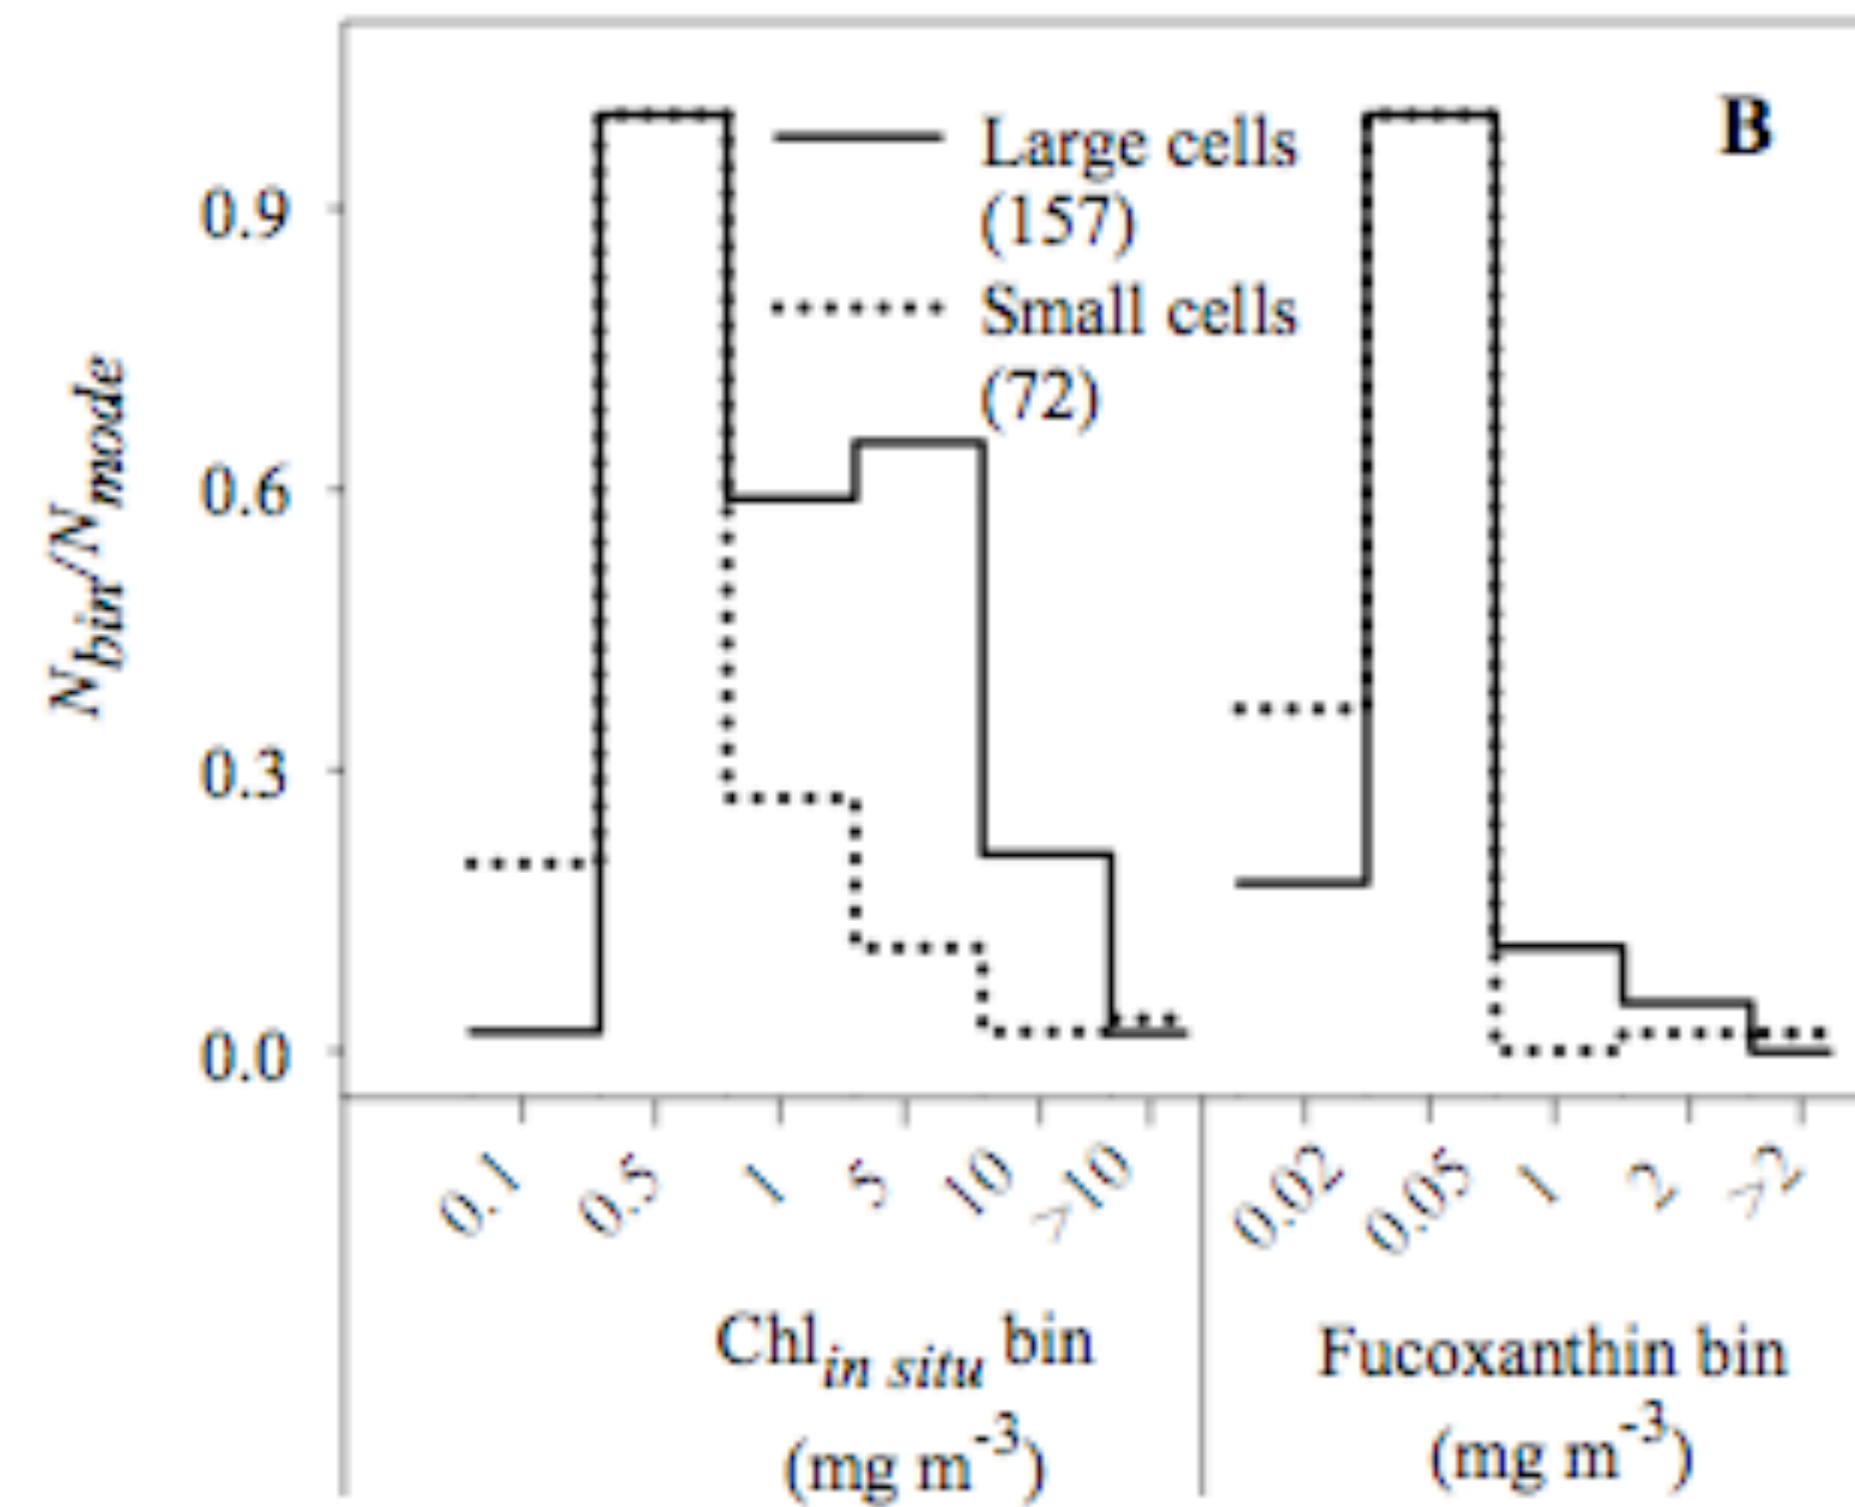 B
Large cells
(157)
Small cells
(72)
N_bin/N_mode
0.9
0.6
0.3
0.0
0.1 0.5 1 5 10 >10 0.02 0.05 1 2 >2
Chl_in situ bin
(mg m^-3)
Fucoxanthin bin
(mg m^-3)